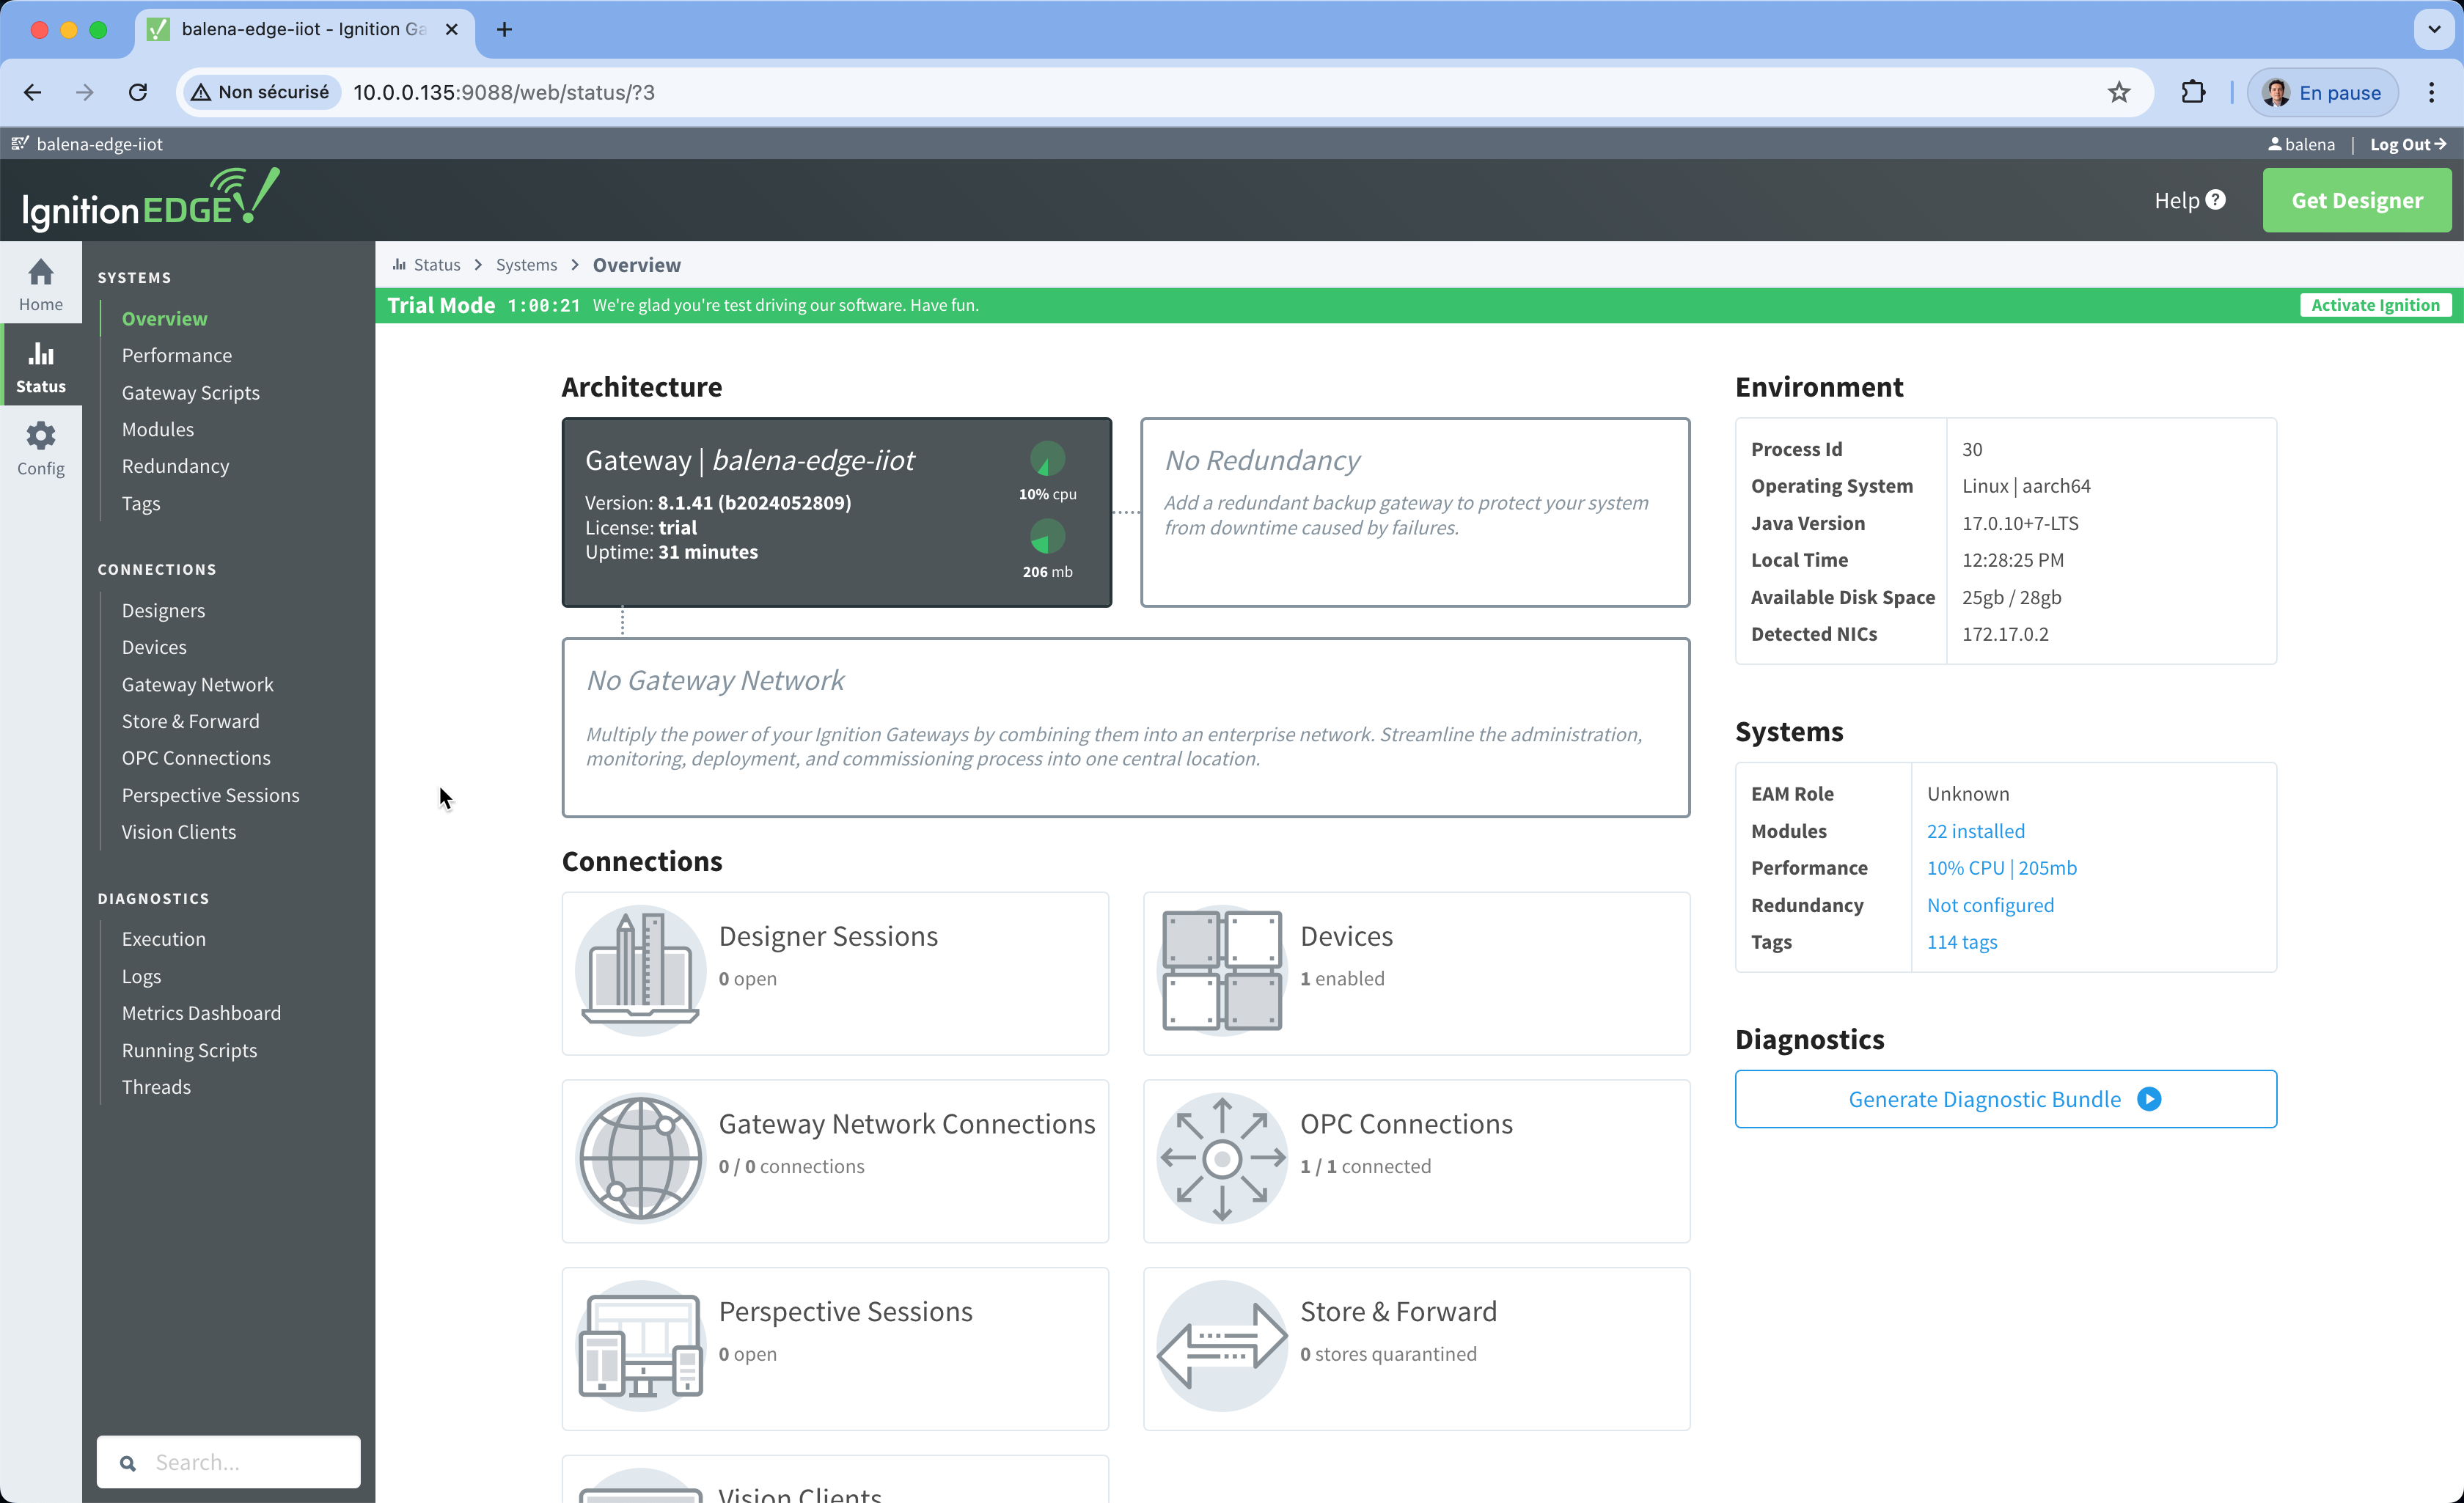 balena-edge-iiot - Ignition Ga
Non sécurisé
10.0.0.135:9088/web/status/?3
En pause
balena-edge-iiot
balena | Log Out
Ignition EDGE
Help ?
Get Designer
Home
Status
Config
SYSTEMS
Overview
Performance
Gateway Scripts
Modules
Redundancy
Tags
CONNECTIONS
Designers
Devices
Gateway Network
Store & Forward
OPC Connections
Perspective Sessions
Vision Clients
DIAGNOSTICS
Execution
Logs
Metrics Dashboard
Running Scripts
Threads
Search...
Status > Systems > Overview
Trial Mode 1:00:21 We're glad you're test driving our software. Have fun.
Activate Ignition
Architecture
Gateway | balena-edge-iiot
Version: 8.1.41 (b2024052809)
License: trial
Uptime: 31 minutes
10% cpu
206 mb
No Redundancy
Add a redundant backup gateway to protect your system
from downtime caused by failures.
No Gateway Network
Multiply the power of your Ignition Gateways by combining them into an enterprise network. Streamline the administration,
monitoring, deployment, and commissioning process into one central location.
Connections
Designer Sessions
0 open
Devices
1 enabled
Gateway Network Connections
0 / 0 connections
OPC Connections
1 / 1 connected
Perspective Sessions
0 open
Store & Forward
0 stores quarantined
Vision Clients
Environment
Process Id 30
Operating System Linux | aarch64
Java Version 17.0.10+7-LTS
Local Time 12:28:25 PM
Available Disk Space 25gb / 28gb
Detected NICs 172.17.0.2
Systems
EAM Role Unknown
Modules 22 installed
Performance 10% CPU | 205mb
Redundancy Not configured
Tags 114 tags
Diagnostics
Generate Diagnostic Bundle